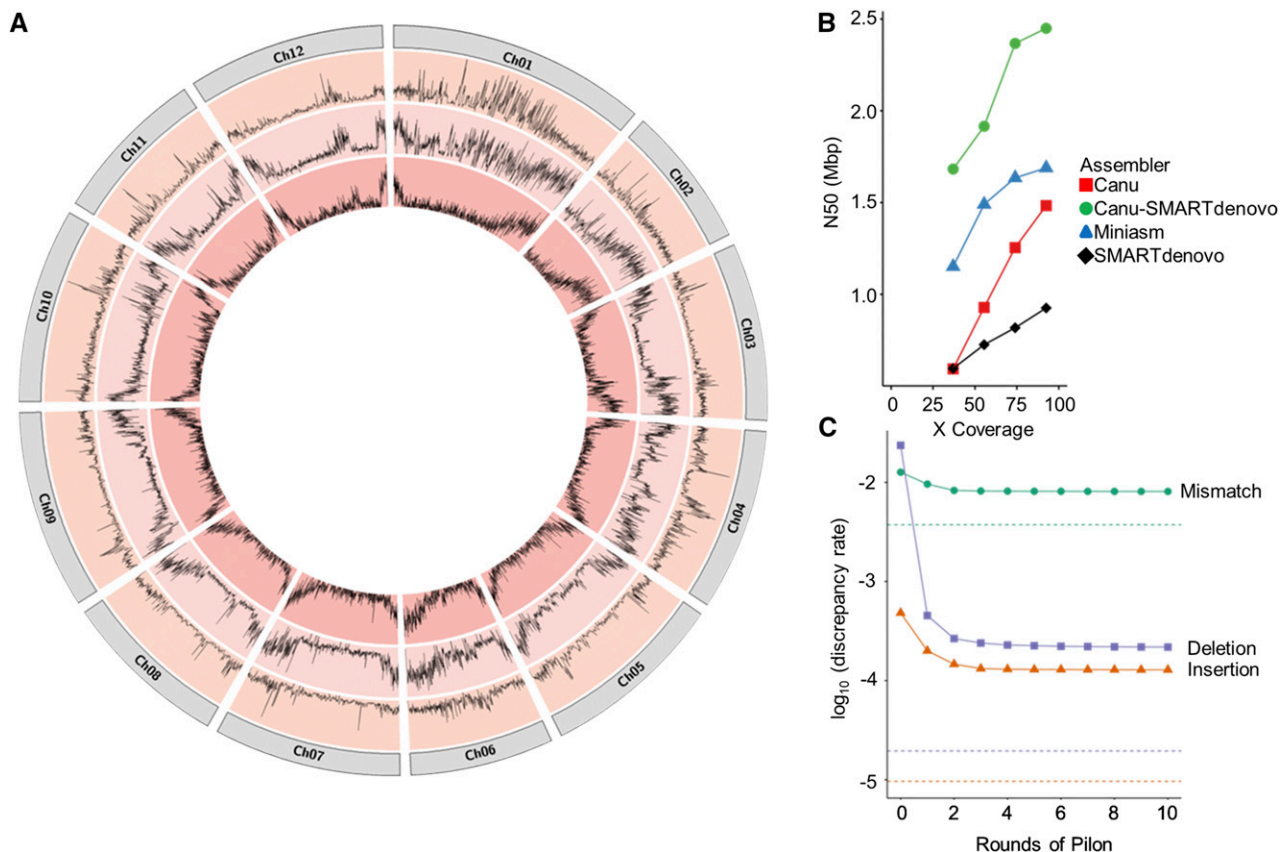 A
Ch01
Ch02
Ch03
Ch04
Ch05
Ch06
Ch07
Ch08
Ch09
Ch10
Ch11
Ch12
B
2.5
2.0
1.5
1.0
N50 (Mbp)
0 25 50 75 100
X Coverage
Assembler
Canu
Canu-SMARTdenovo
Miniasm
SMARTdenovo
C
-2
-3
-4
-5
log10 (discrepancy rate)
Mismatch
Deletion
Insertion
0 2 4 6 8 10
Rounds of Pilon